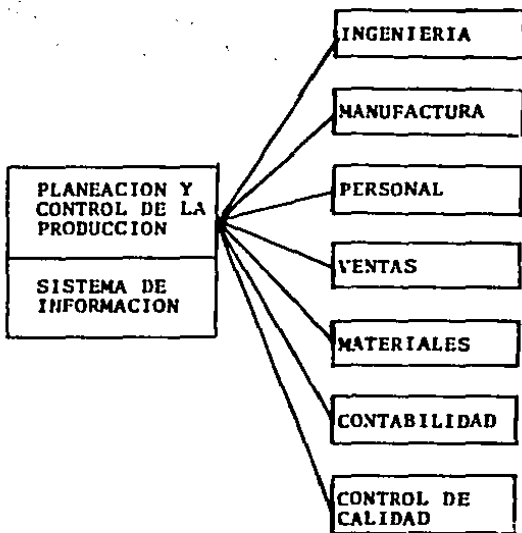 PLANEACION Y
CONTROL DE LA
PRODUCCION
SISTEMA DE
INFORMACION
INGENIERIA
MANUFACTURA
PERSONAL
VENTAS
MATERIALES
CONTABILIDAD
CONTROL DE
CALIDAD